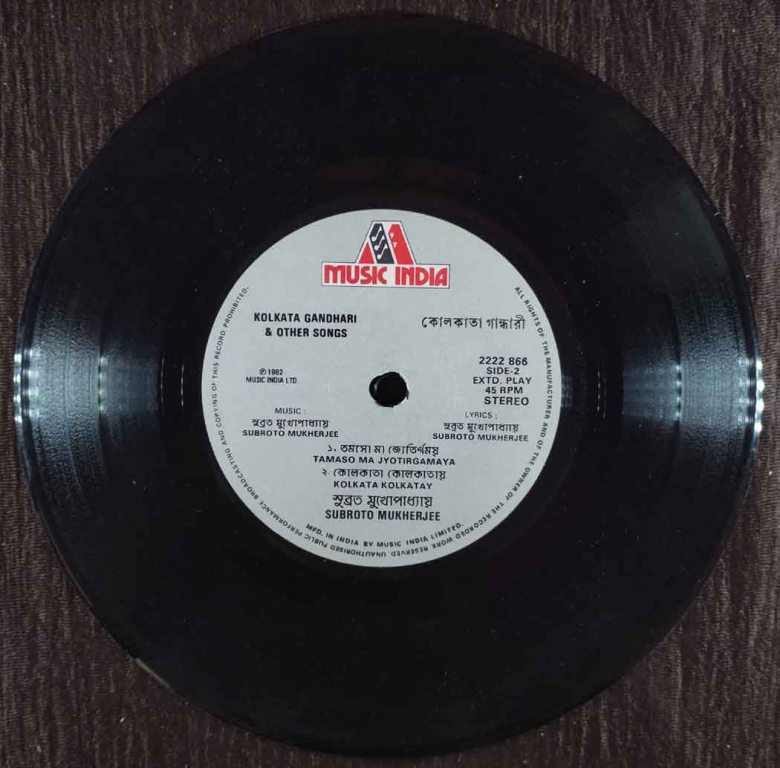 MUSIC INDIA
KOLKATA GANDHARI
& OTHER SONGS
কোলকাতা গান্ধারী
℗ 1982
MUSIC INDIA LTD.
2222 866
SIDE-2
EXTD. PLAY
45 RPM
STEREO
MUSIC :
সুব্রত মুখোপাধ্যায়
SUBROTO MUKHERJEE
LYRICS :
সুব্রত মুখোপাধ্যায়
SUBROTO MUKHERJEE
১. তমসো মা জ্যোতির্গময়
TAMASO MA JYOTIRGAMAYA
২. কোলকাতা কোলকাতায়
KOLKATA KOLKATAY
সুব্রত মুখোপাধ্যায়
SUBROTO MUKHERJEE
MFD. IN INDIA BY MUSIC INDIA LIMITED.
ALL RIGHTS OF THE MANUFACTURER AND OF THE OWNER OF THE RECORDED WORK RESERVED. UNAUTHORISED PUBLIC PERFORMANCE BROADCASTING AND COPYING OF THIS RECORD PROHIBITED.